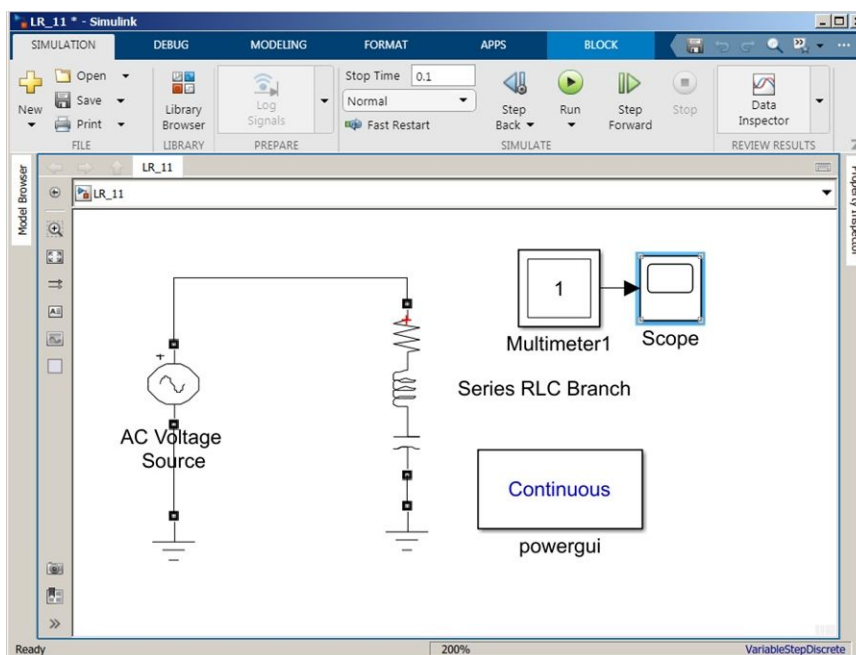 LR_11 * - Simulink
SIMULATION DEBUG MODELING FORMAT APPS BLOCK
New
Open
Save
Print
FILE
Library
Browser
LIBRARY
Log
Signals
PREPARE
Stop Time 0.1
Normal
Fast Restart
Step
Back
Run
Step
Forward
Stop
SIMULATE
Data
Inspector
REVIEW RESULTS
Model Browser
LR_11
LR_11
Property Inspector
1
Multimeter1
Scope
+
+
AC Voltage
Source
Series RLC Branch
Continuous
powergui
Ready 200% VariableStepDiscrete